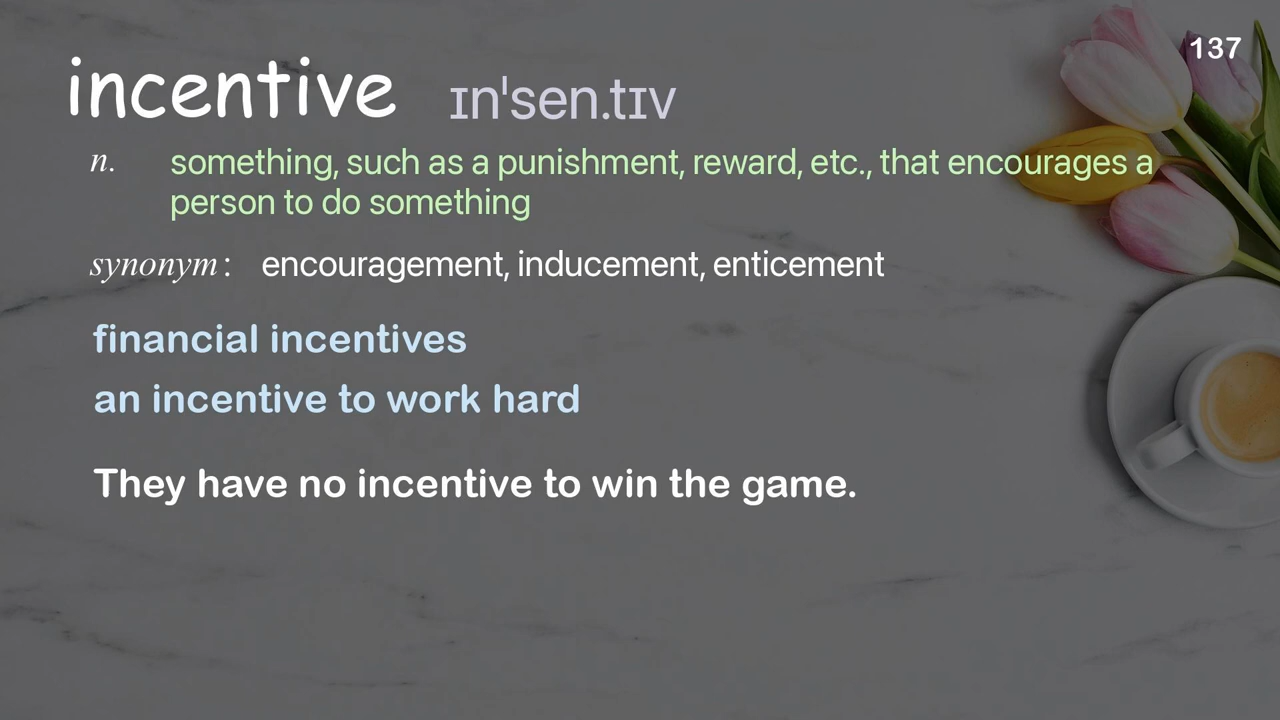 137
incentive ɪnˈsen.tɪv
n. something, such as a punishment, reward, etc., that encourages a
person to do something
synonym: encouragement, inducement, enticement
financial incentives
an incentive to work hard
They have no incentive to win the game.